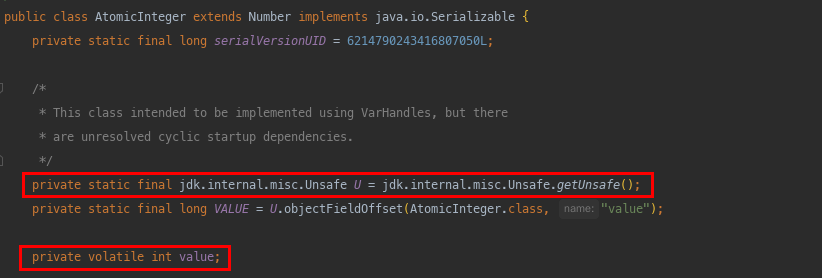 public class AtomicInteger extends Number implements java.io.Serializable {
private static final long serialVersionUID = 6214790243416807050L;
/*
* This class intended to be implemented using VarHandles, but there
* are unresolved cyclic startup dependencies.
*/
private static final jdk.internal.misc.Unsafe U = jdk.internal.misc.Unsafe.getUnsafe();
private static final long VALUE = U.objectFieldOffset(AtomicInteger.class, name: "value");
private volatile int value;